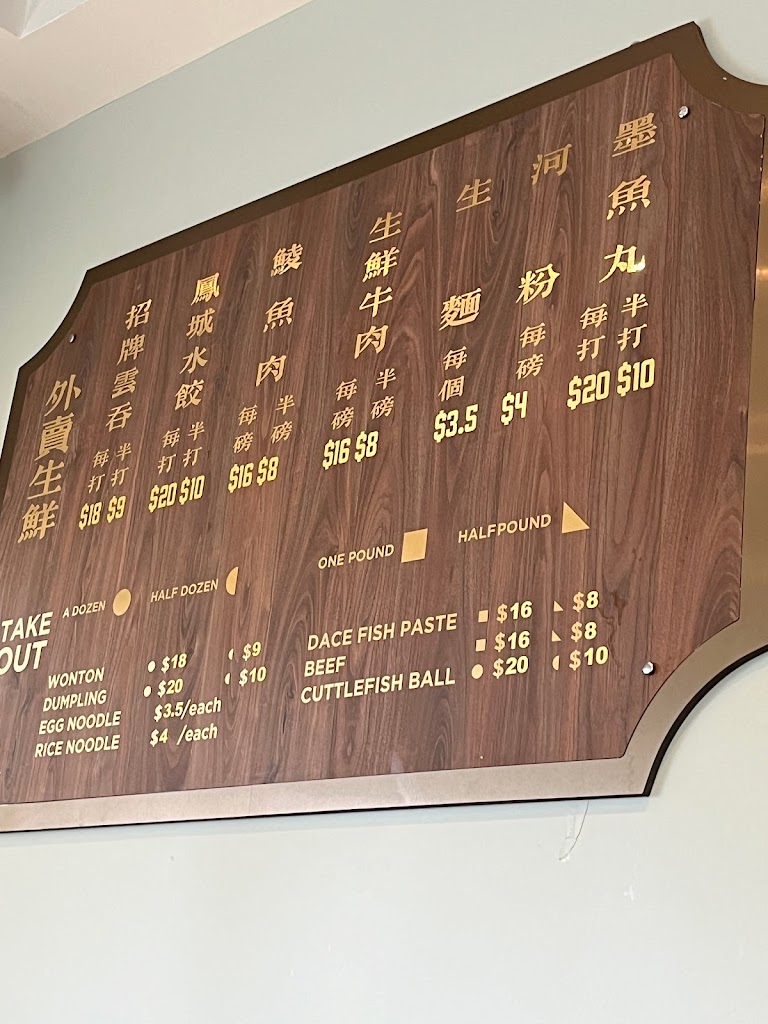 外賣生鮮
招牌雲吞 每打 $18 半打 $9
鳳城水餃 每打 $20 半打 $10
鯪魚肉 每磅 $16 半磅 $8
生鮮牛肉 每磅 $16 半磅 $8
生麵 每個 $3.5
河粉 每磅 $4
墨魚丸 每打 $20 半打 $10
TAKE OUT
A DOZEN HALF DOZEN
WONTON $18 $9
DUMPLING $20 $10
EGG NOODLE $3.5/each
RICE NOODLE $4 /each
ONE POUND HALF POUND
DACE FISH PASTE $16 $8
BEEF $16 $8
CUTTLEFISH BALL $20 $10